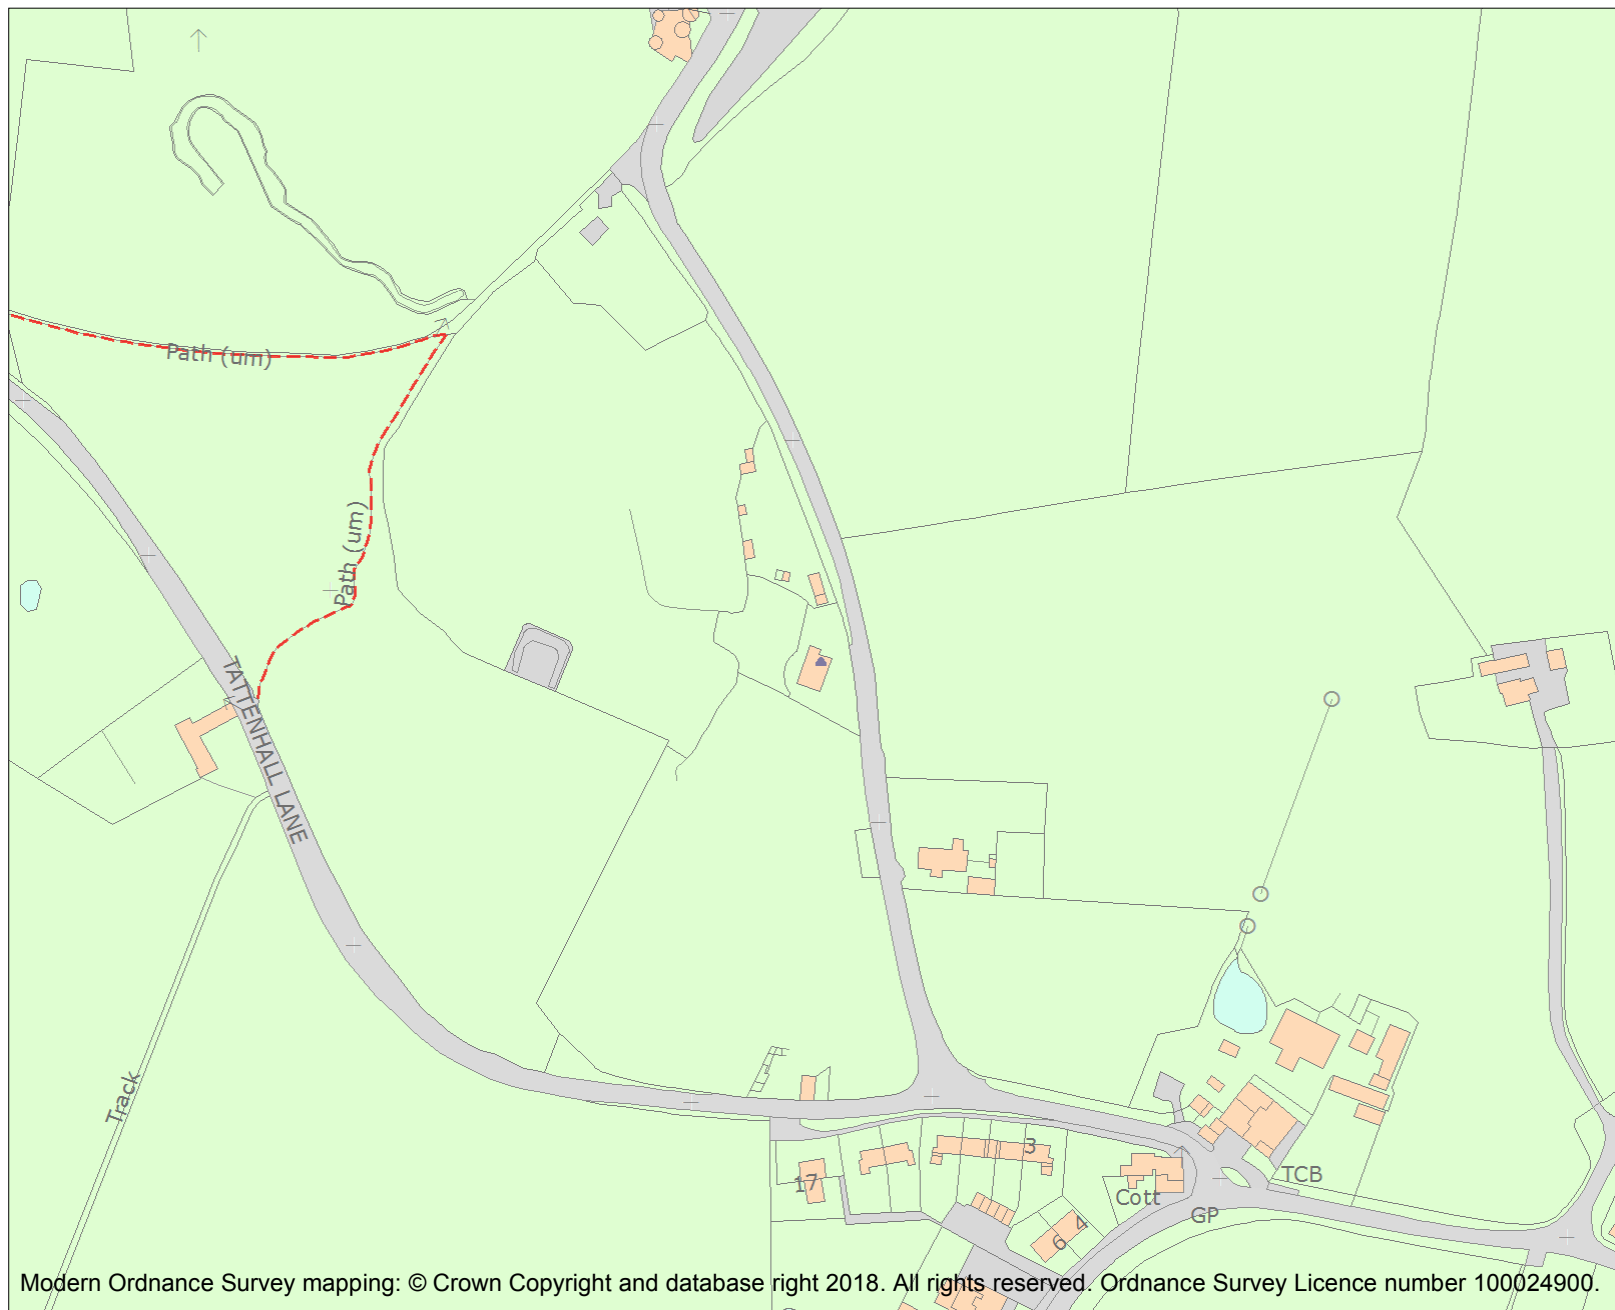 Path (um)
Path (um)
TATTENHALL LANE
Track
3
17
TCB
Cott
GP
4
6
Modern Ordnance Survey mapping: © Crown Copyright and database right 2018. All rights reserved. Ordnance Survey Licence number 100024900.